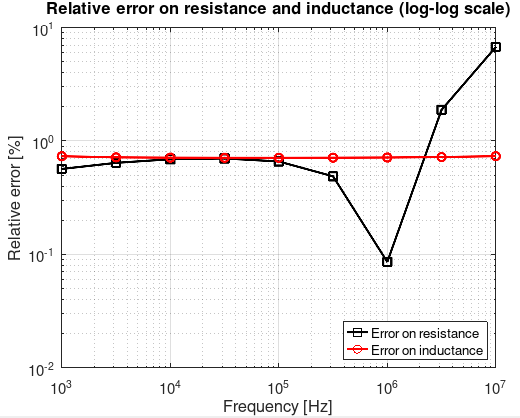 Relative error on resistance and inductance (log-log scale)
10^1
10^0
10^-1
10^-2
Relative error [%]
Error on resistance
Error on inductance
10^3 10^4 10^5 10^6 10^7
Frequency [Hz]